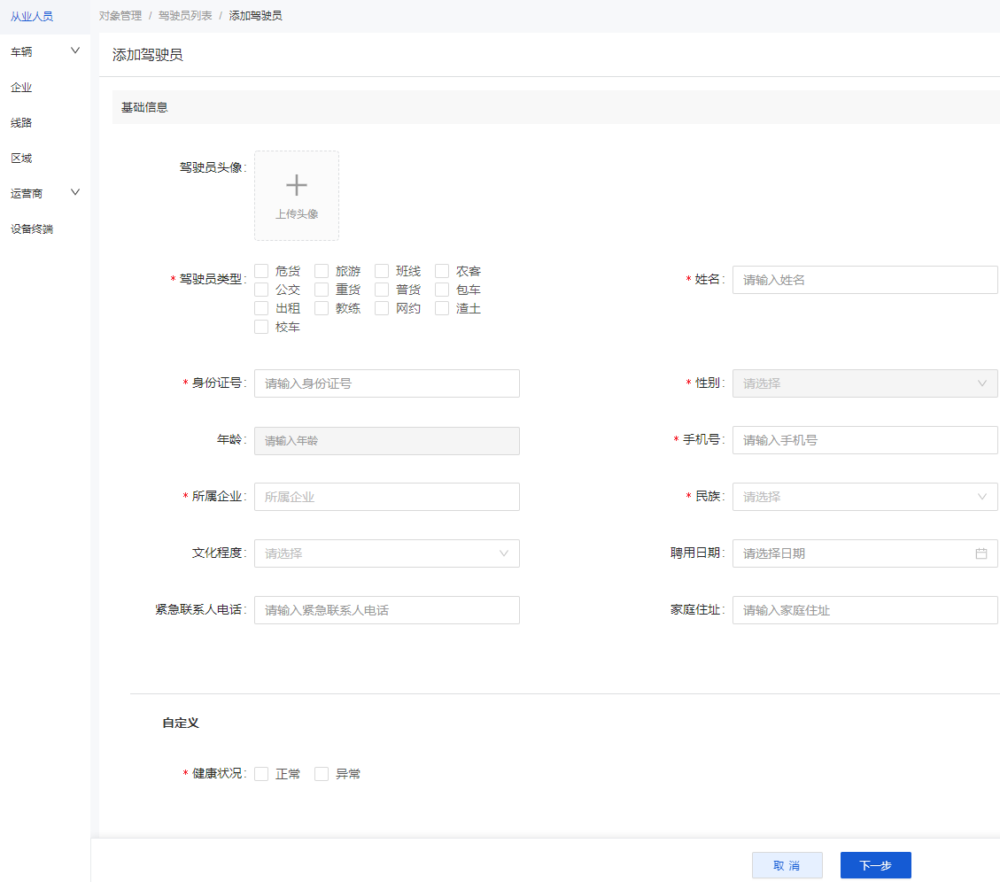 从业人员
车辆
企业
线路
区域
运营商
设备终端
对象管理 / 驾驶员列表 / 添加驾驶员
添加驾驶员
基础信息
驾驶员头像:
上传头像
* 驾驶员类型:
危货 旅游 班线 农客
公交 重货 普货 包车
出租 教练 网约 渣土
校车
* 姓名: 请输入姓名
* 身份证号: 请输入身份证号
* 性别: 请选择
年龄: 请输入年龄
* 手机号: 请输入手机号
* 所属企业: 所属企业
* 民族: 请选择
文化程度: 请选择
聘用日期: 请选择日期
紧急联系人电话: 请输入紧急联系人电话
家庭住址: 请输入家庭住址
自定义
* 健康状况: 正常 异常
取 消
下一步